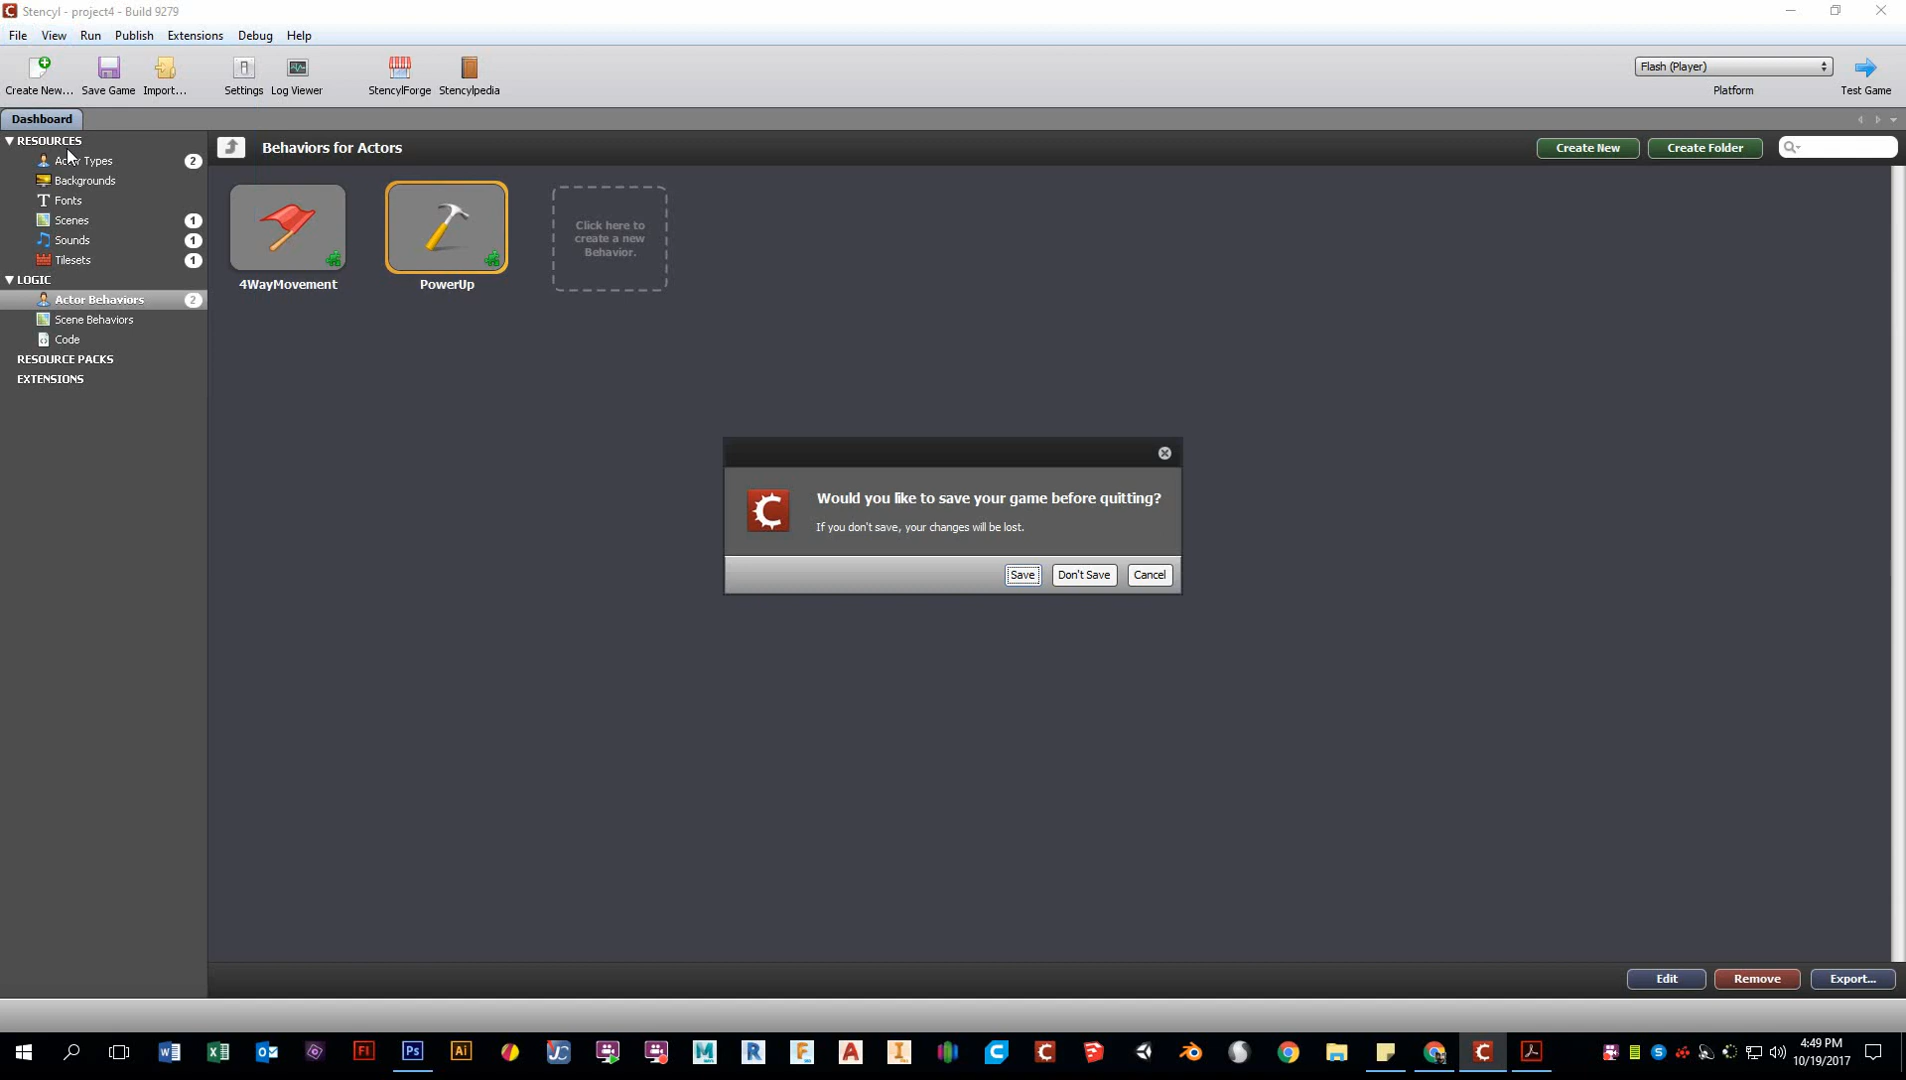 Stencyl - project4 - Build 9279
File View Run Publish Extensions Debug Help
Create New... Save Game Import... Settings Log Viewer StencylForge Stencylpedia
Flash (Player)
Platform
Test Game
Dashboard
RESOURCES
Actor Types 2
Backgrounds
Fonts
Scenes 1
Sounds 1
Tilesets 1
LOGIC
Actor Behaviors 2
Scene Behaviors
Code
RESOURCE PACKS
EXTENSIONS
Behaviors for Actors
Create New Create Folder
4WayMovement
PowerUp
Click here to
create a new
Behavior.
Would you like to save your game before quitting?
If you don't save, your changes will be lost.
Save Don't Save Cancel
Edit Remove Export...
4:49 PM
10/19/2017